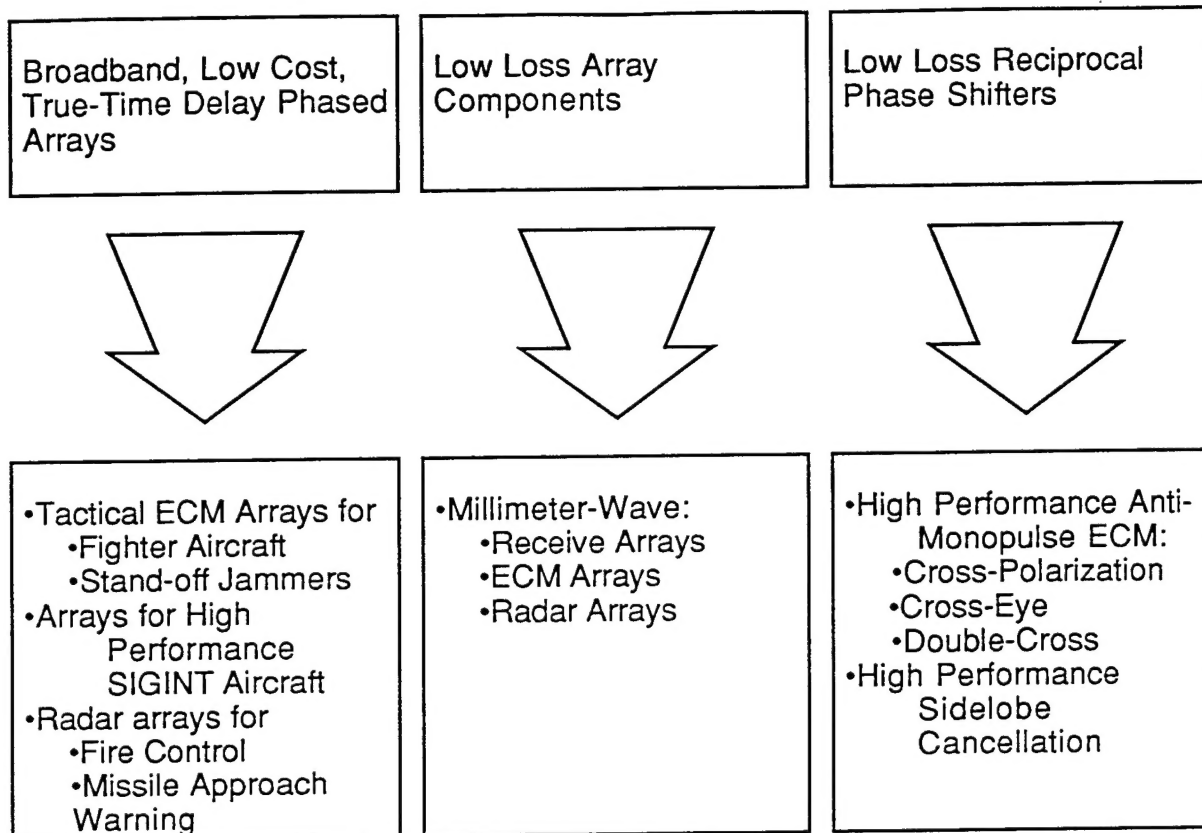 Broadband, Low Cost,
True-Time Delay Phased
Arrays
Low Loss Array
Components
Low Loss Reciprocal
Phase Shifters
•Tactical ECM Arrays for
•Fighter Aircraft
•Stand-off Jammers
•Arrays for High
Performance
SIGINT Aircraft
•Radar arrays for
•Fire Control
•Missile Approach
Warning
•Millimeter-Wave:
•Receive Arrays
•ECM Arrays
•Radar Arrays
•High Performance Anti-
Monopulse ECM:
•Cross-Polarization
•Cross-Eye
•Double-Cross
•High Performance
Sidelobe
Cancellation